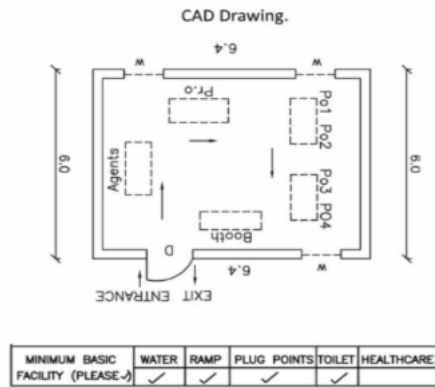 CAD Drawing.
W
W
6.4
Pr.o
Po1
Po2
6.0
6.0
Agents
Po3
PO4
Booth
D
6.4
W
ENTRANCE
EXIT
MINIMUM BASIC FACILITY (PLEASE✓)
WATER
RAMP
PLUG POINTS
TOILET
HEALTHCARE
✓ ✓ ✓ ✓